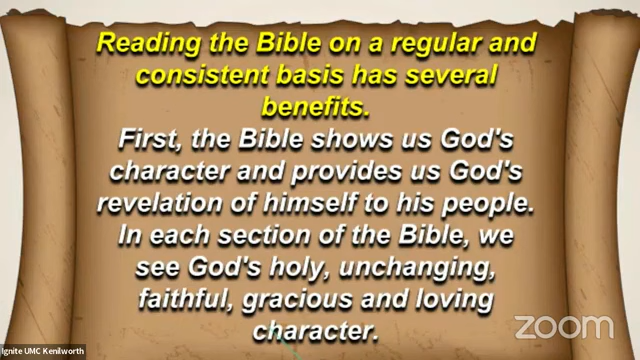 Reading the Bible on a regular and
consistent basis has several
benefits.
First, the Bible shows us God's
character and provides us God's
revelation of himself to his people.
In each section of the Bible, we
see God's holy, unchanging,
faithful, gracious and loving
character.
zoom
Ignite UMC Kenilworth